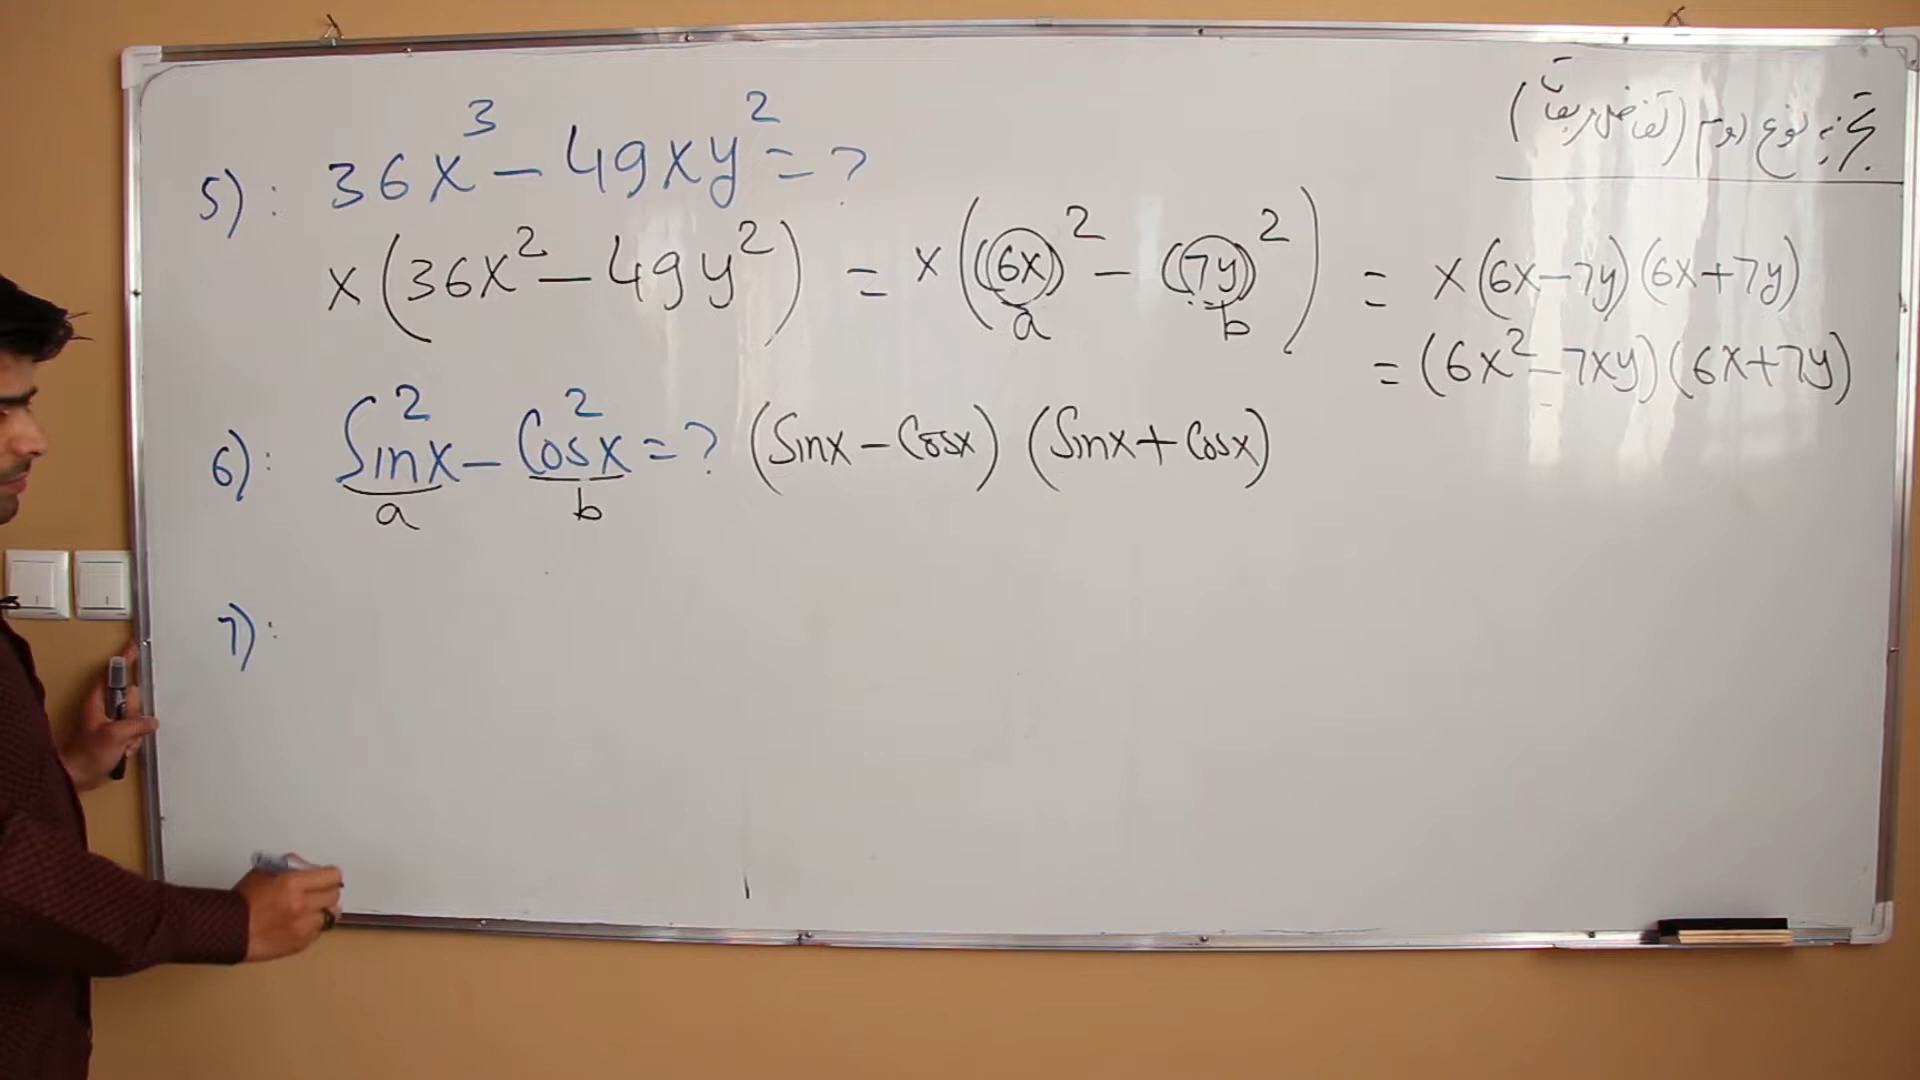 تجزیه نوع دوم (تفاضل مربعات)
5): 36x³ - 49xy² = ?
x(36x² - 49y²) = x((6x)² - (7y)²) = x(6x - 7y)(6x + 7y)
a b
= (6x² - 7xy)(6x + 7y)
6): Sin²x - Cos²x = ? (Sinx - Cosx) (Sinx + Cosx)
a b
7):